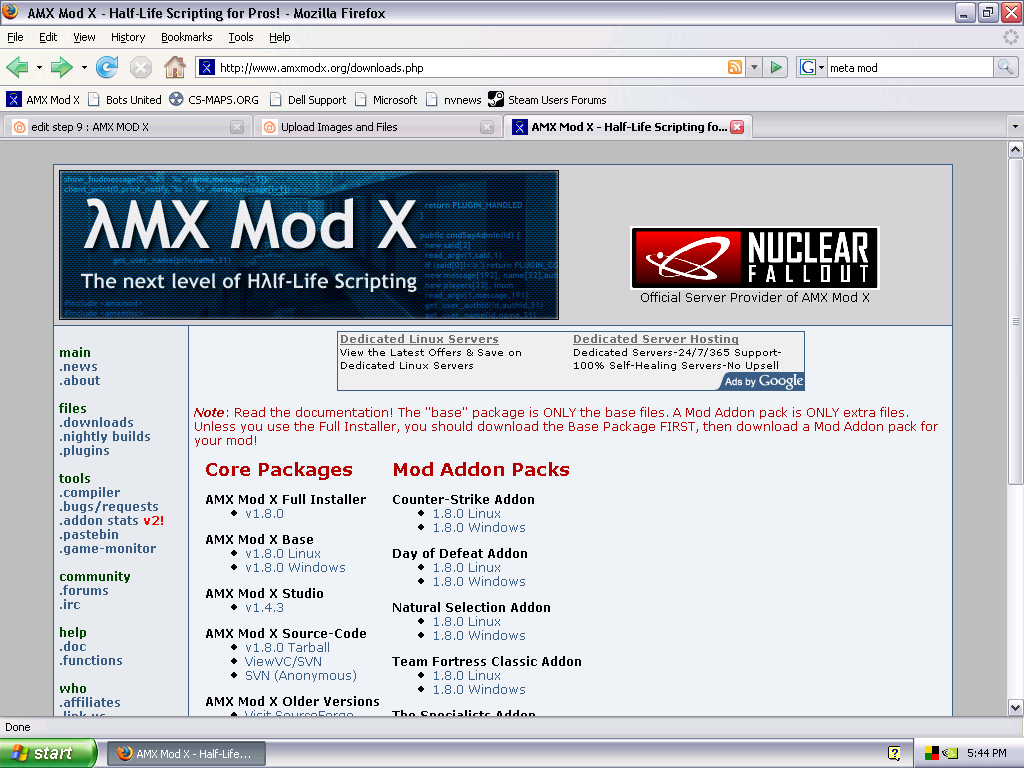 AMX Mod X - Half-Life Scripting for Pros! - Mozilla Firefox
File Edit View History Bookmarks Tools Help
http://www.amxmodx.org/downloads.php
G
meta mod
AMX Mod X Bots United CS-MAPS.ORG Dell Support Microsoft nvnews Steam Users Forums
edit step 9 : AMX MOD X
Upload Images and Files
AMX Mod X - Half-Life Scripting fo...
λMX Mod X
The next level of Hλlf-Life Scripting
return PLUGIN_HANDLED
public cmdSayAdmin(id) {
#include <amxmodx>
#include <amxmisc>
NUCLEAR
FALLOUT
Official Server Provider of AMX Mod X
Dedicated Linux Servers
View the Latest Offers & Save on
Dedicated Linux Servers
Dedicated Server Hosting
Dedicated Servers-24/7/365 Support-
100% Self-Healing Servers-No Upsell
Ads by Google
main
.news
.about
files
.downloads
.nightly builds
.plugins
tools
.compiler
.bugs/requests
.addon stats v2!
.pastebin
.game-monitor
community
.forums
.irc
help
.doc
.functions
who
.affiliates
.link us
Note: Read the documentation! The "base" package is ONLY the base files. A Mod Addon pack is ONLY extra files.
Unless you use the Full Installer, you should download the Base Package FIRST, then download a Mod Addon pack for
your mod!
Core Packages
AMX Mod X Full Installer
v1.8.0
AMX Mod X Base
v1.8.0 Linux
v1.8.0 Windows
AMX Mod X Studio
v1.4.3
AMX Mod X Source-Code
v1.8.0 Tarball
ViewVC/SVN
SVN (Anonymous)
AMX Mod X Older Versions
Visit SourceForge
Mod Addon Packs
Counter-Strike Addon
1.8.0 Linux
1.8.0 Windows
Day of Defeat Addon
1.8.0 Linux
1.8.0 Windows
Natural Selection Addon
1.8.0 Linux
1.8.0 Windows
Team Fortress Classic Addon
1.8.0 Linux
1.8.0 Windows
The Specialists Addon
Done
start
AMX Mod X - Half-Life...
5:44 PM